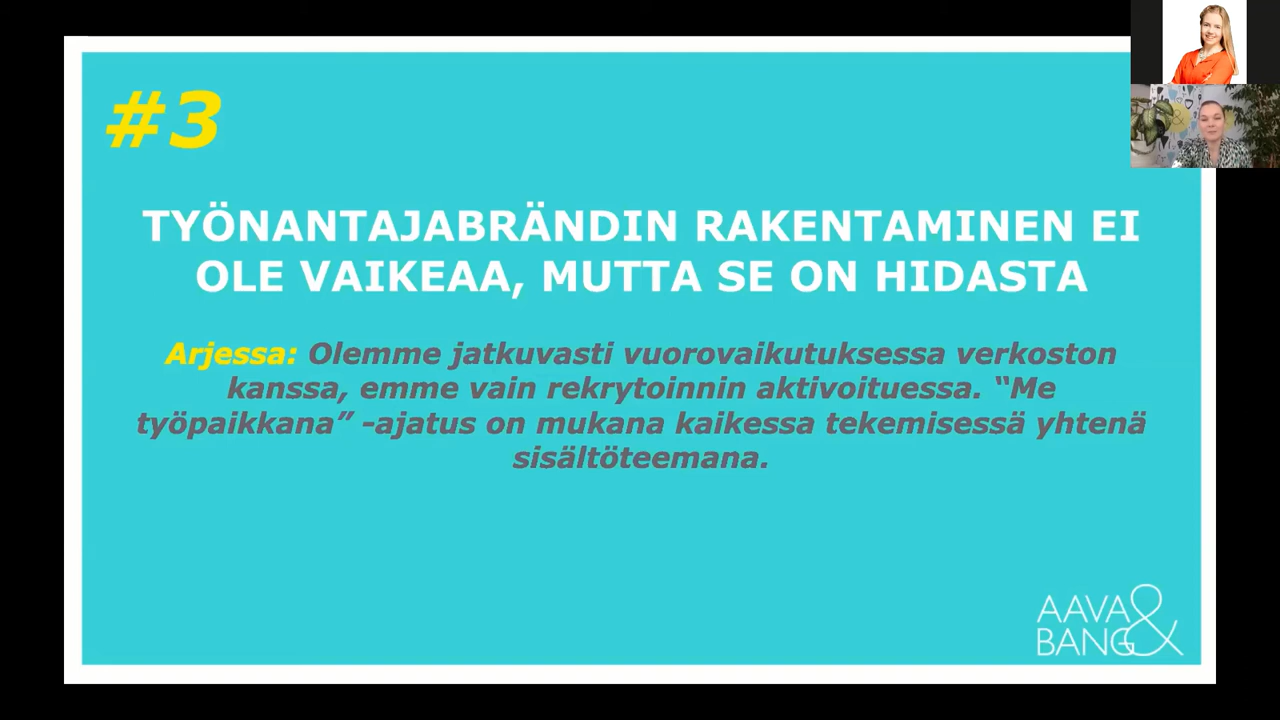 #3
TYÖNANTAJABRÄNDIN RAKENTAMINEN EI
OLE VAIKEAA, MUTTA SE ON HIDASTA
Arjessa: Olemme jatkuvasti vuorovaikutuksessa verkoston
kanssa, emme vain rekrytoinnin aktivoituessa. “Me
työpaikkana” -ajatus on mukana kaikessa tekemisessä yhtenä
sisältöteemana.
AAVA &
BANG